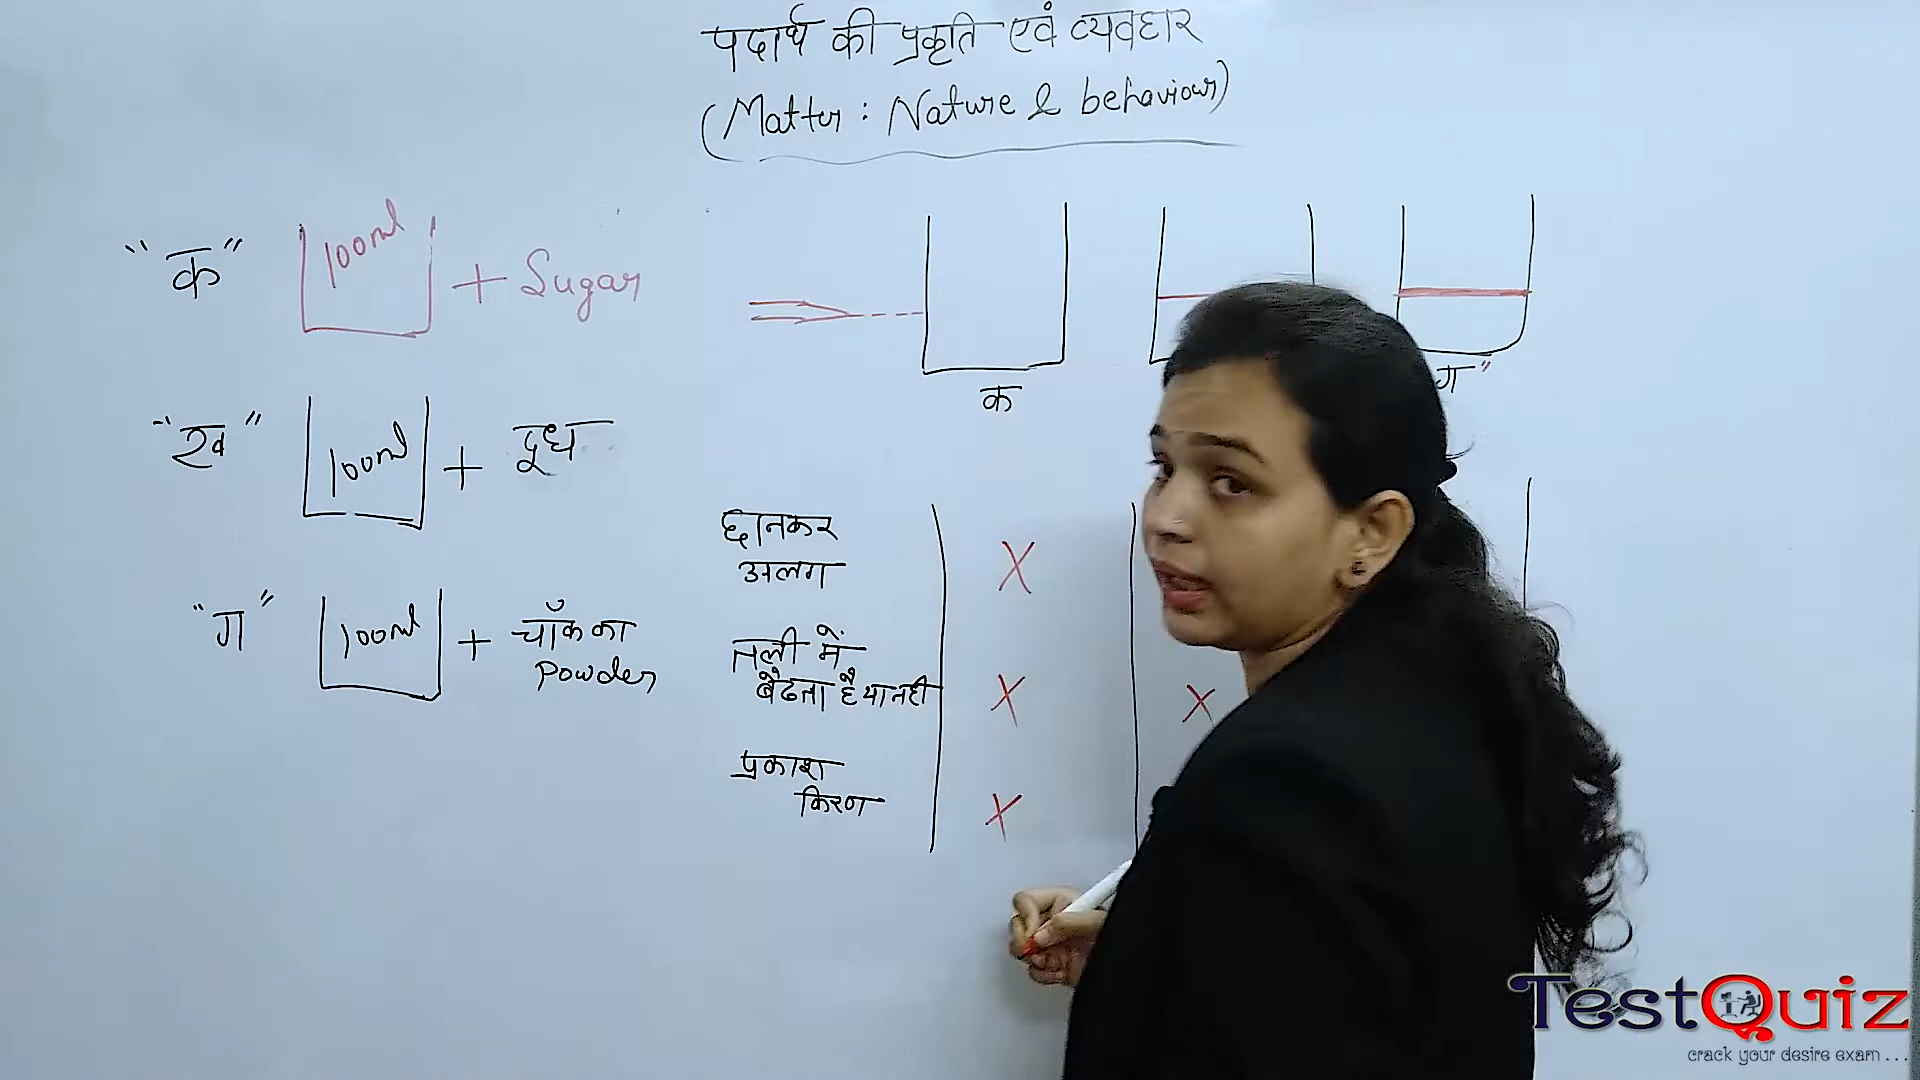 पदार्थ की प्रकृति एवं व्यवहार
(Matter : Nature & behaviour)
"क" 100ml + Sugar
क
ग"
"ख" 100ml + दूध
छानकर
अलग
X
"ग" 100ml + चॉक का
Powder
तली में
बैठता है या नही
X X
प्रकाश
किरण
X
TestQuiz
crack your desire exam . . .